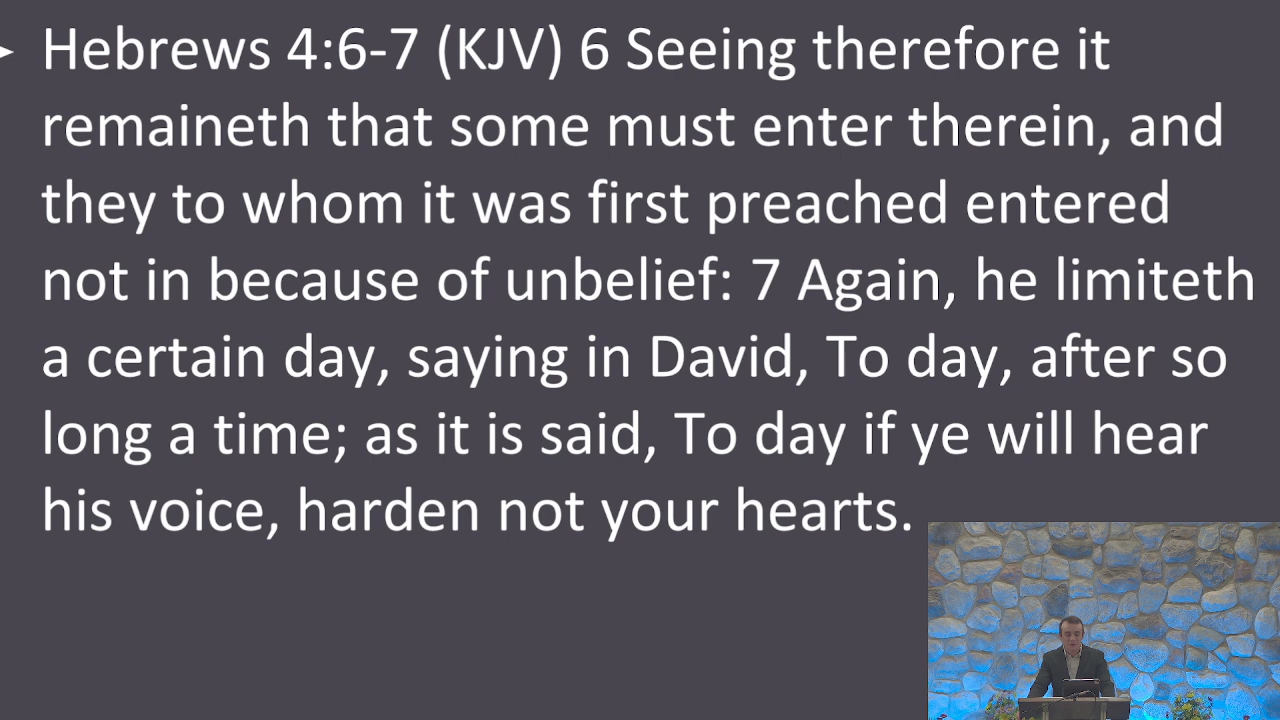 Hebrews 4:6-7 (KJV) 6 Seeing therefore it
remaineth that some must enter therein, and
they to whom it was first preached entered
not in because of unbelief: 7 Again, he limiteth
a certain day, saying in David, To day, after so
long a time; as it is said, To day if ye will hear
his voice, harden not your hearts.